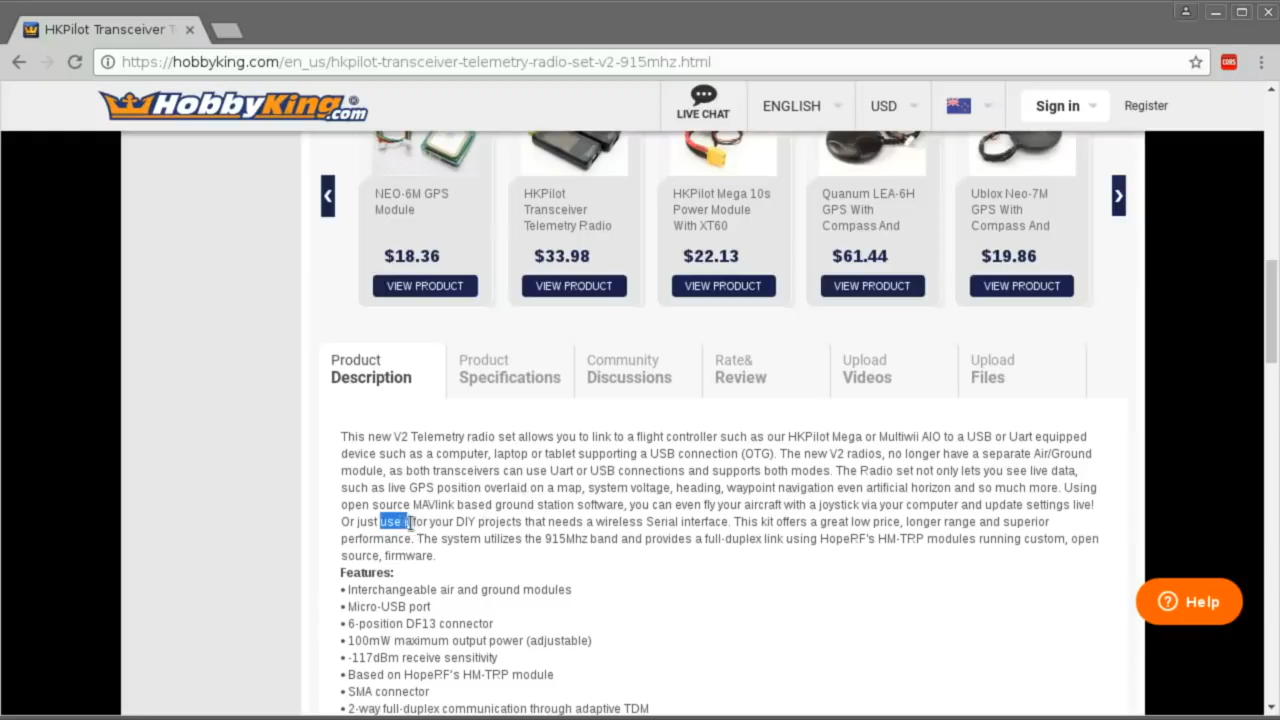 HKPilot Transceiver T
https://hobbyking.com/en_us/hkpilot-transceiver-telemetry-radio-set-v2-915mhz.html
CORS
HobbyKing.com
LIVE CHAT
ENGLISH
USD
Sign in
Register
NEO-6M GPS
Module
$18.36
VIEW PRODUCT
HKPilot
Transceiver
Telemetry Radio
$33.98
VIEW PRODUCT
HKPilot Mega 10s
Power Module
With XT60
$22.13
VIEW PRODUCT
Quanum LEA-6H
GPS With
Compass And
$61.44
VIEW PRODUCT
Ublox Neo-7M
GPS With
Compass And
$19.86
VIEW PRODUCT
Product
Description
Product
Specifications
Community
Discussions
Rate&
Review
Upload
Videos
Upload
Files
This new V2 Telemetry radio set allows you to link to a flight controller such as our HKPilot Mega or Multiwii AIO to a USB or Uart equipped
device such as a computer, laptop or tablet supporting a USB connection (OTG). The new V2 radios, no longer have a separate Air/Ground
module, as both transceivers can use Uart or USB connections and supports both modes. The Radio set not only lets you see live data,
such as live GPS position overlaid on a map, system voltage, heading, waypoint navigation even artificial horizon and so much more. Using
open source MAVlink based ground station software, you can even fly your aircraft with a joystick via your computer and update settings live!
Or just use it for your DIY projects that needs a wireless Serial interface. This kit offers a great low price, longer range and superior
performance. The system utilizes the 915Mhz band and provides a full-duplex link using HopeRF's HM-TRP modules running custom, open
source, firmware.
Features:
• Interchangeable air and ground modules
• Micro-USB port
• 6-position DF13 connector
• 100mW maximum output power (adjustable)
• -117dBm receive sensitivity
• Based on HopeRF's HM-TRP module
• SMA connector
• 2-way full-duplex communication through adaptive TDM
Help